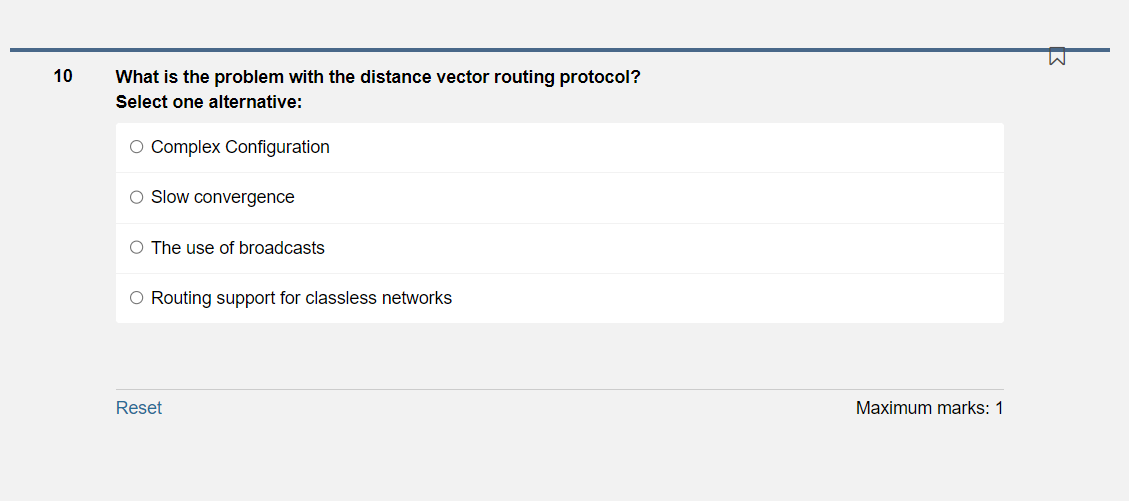 10 What is the problem with the distance vector routing protocol?
Select one alternative:
Complex Configuration
Slow convergence
The use of broadcasts
Routing support for classless networks
Reset Maximum marks: 1